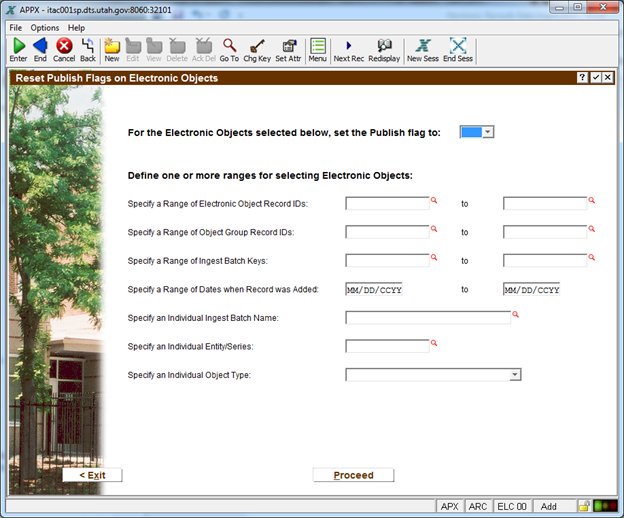 APPX - itac001sp.dts.utah.gov:8060:32101
File Options Help
Enter End Cancel Back New Edit View Delete Ack Del Go To Chg Key Set Attr Menu Next Rec Redisplay New Sess End Sess
Reset Publish Flags on Electronic Objects
For the Electronic Objects selected below, set the Publish flag to:
Define one or more ranges for selecting Electronic Objects:
Specify a Range of Electronic Object Record IDs: to
Specify a Range of Object Group Record IDs: to
Specify a Range of Ingest Batch Keys: to
Specify a Range of Dates when Record was Added: MM/DD/CCYY to MM/DD/CCYY
Specify an Individual Ingest Batch Name:
Specify an Individual Entity/Series:
Specify an Individual Object Type:
< Exit Proceed
APX ARC ELC 00 Add